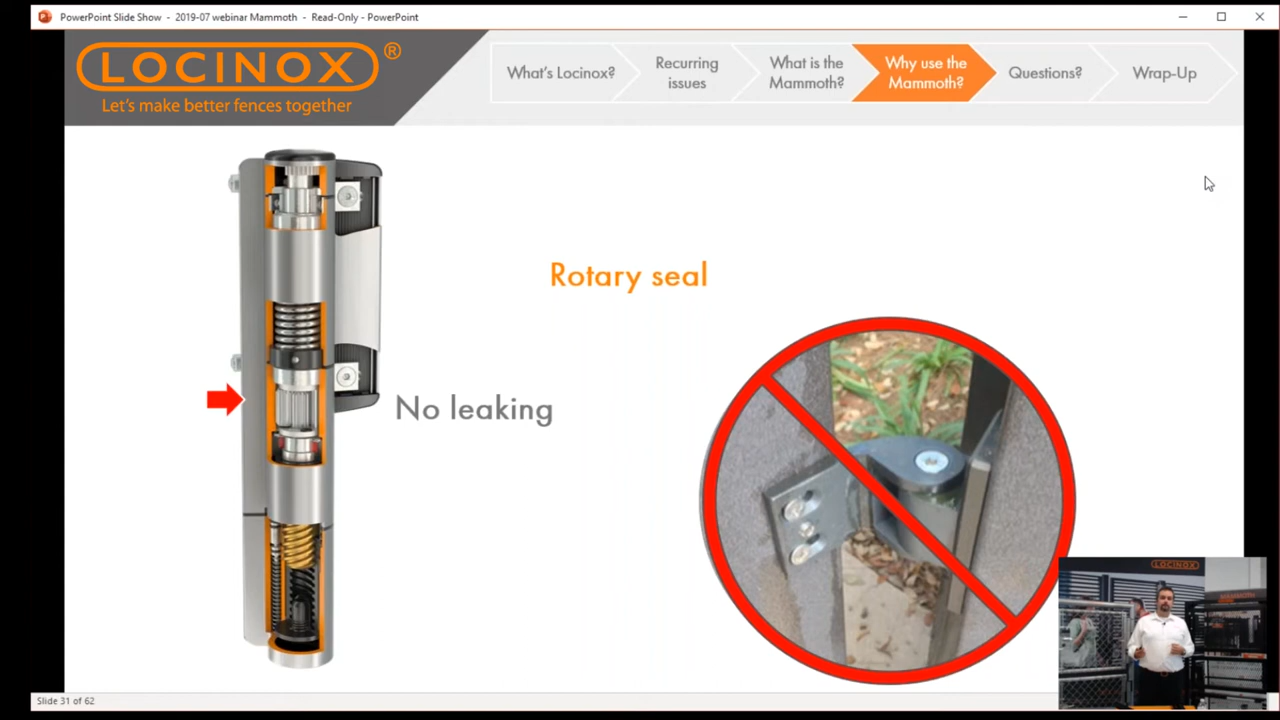 PowerPoint Slide Show - 2019-07 webinar Mammoth - Read-Only - PowerPoint
LOCINOX®
Let's make better fences together
What's Locinox?
Recurring
issues
What is the
Mammoth?
Why use the
Mammoth?
Questions?
Wrap-Up
Rotary seal
No leaking
LOCINOX
MAMMOTH
Slide 31 of 62